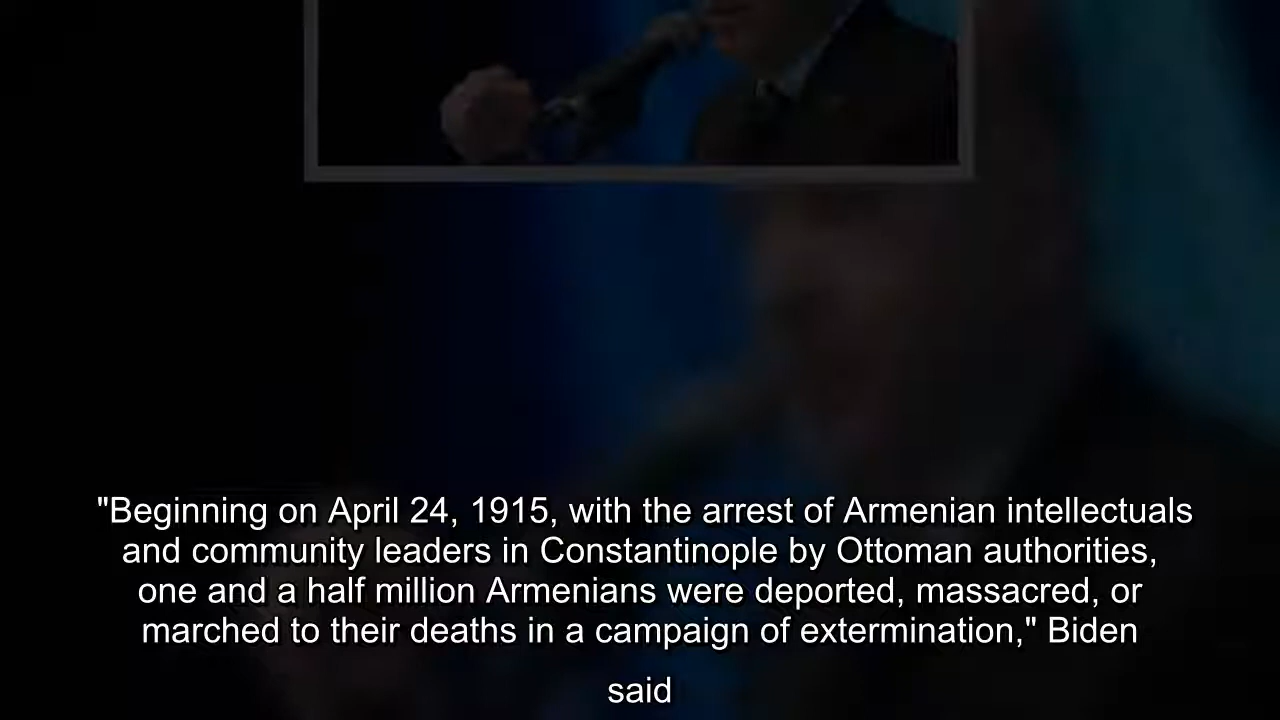 "Beginning on April 24, 1915, with the arrest of Armenian intellectuals
and community leaders in Constantinople by Ottoman authorities,
one and a half million Armenians were deported, massacred, or
marched to their deaths in a campaign of extermination," Biden
said